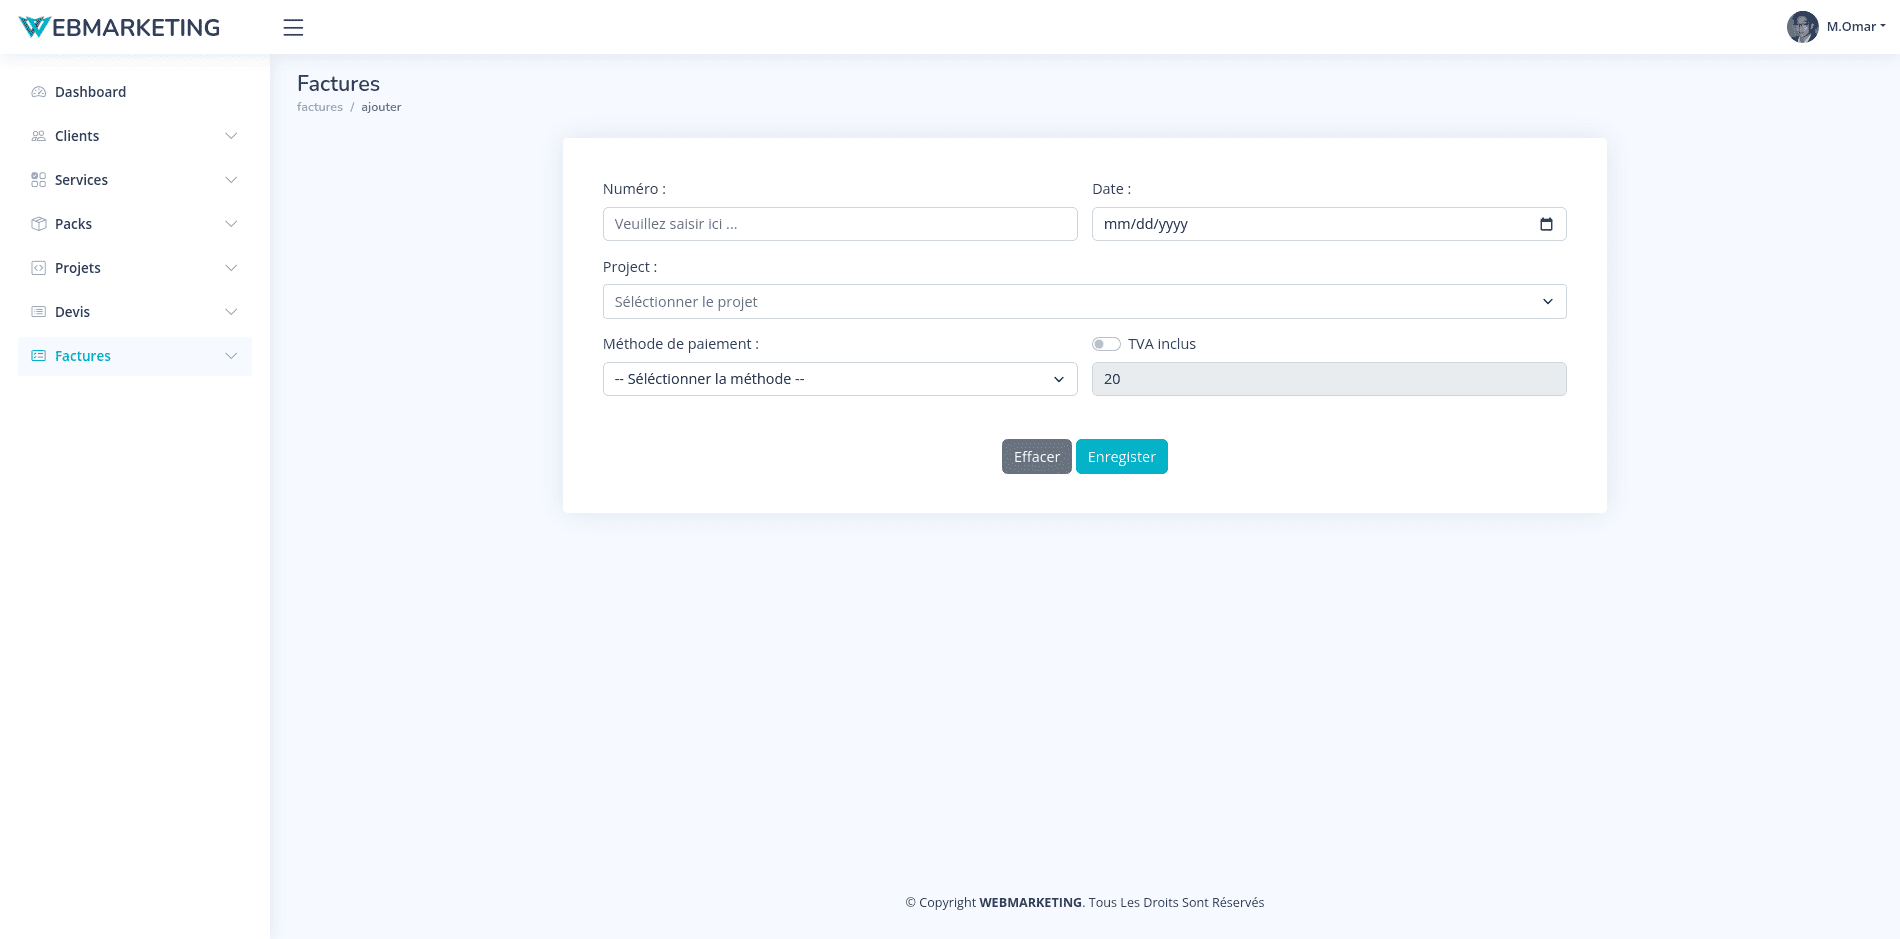 WEBMARKETING
M.Omar
Dashboard
Clients
Services
Packs
Projets
Devis
Factures
Factures
factures / ajouter
Numéro :
Date :
Veuillez saisir ici ...
mm/dd/yyyy
Project :
Séléctionner le projet
Méthode de paiement :
TVA inclus
-- Séléctionner la méthode --
20
Effacer
Enregister
© Copyright WEBMARKETING. Tous Les Droits Sont Réservés